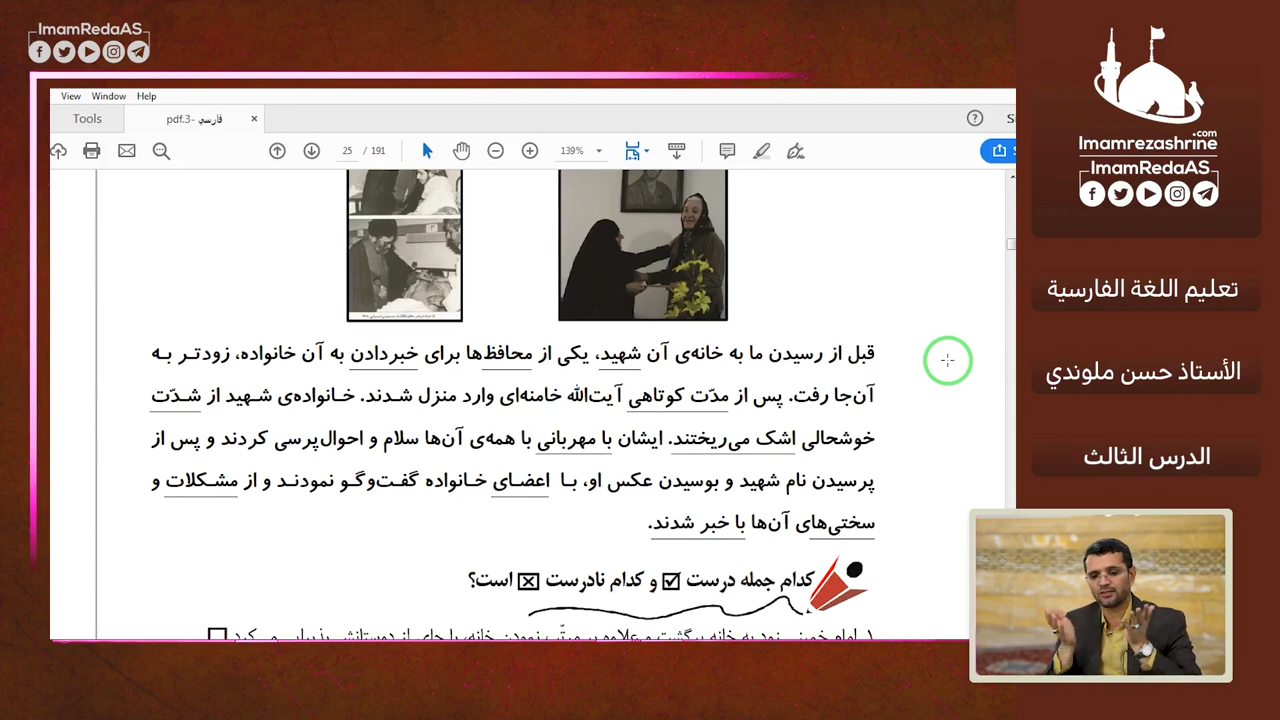 ImamRedaAS
View Window Help
Tools
فارسي -3.pdf ×
25 / 191
139%
قبل از رسیدن ما به خانه‌ی آن شهید، یکی از محافظ‌ها برای خبردادن به آن خانواده، زودتر به
آن‌جا رفت. پس از مدّت کوتاهی آیت‌الله خامنه‌ای وارد منزل شدند. خانواده‌ی شهید از شدّت
خوشحالی اشک می‌ریختند. ایشان با مهربانی با همه‌ی آن‌ها سلام و احوال‌پرسی کردند و پس از
پرسیدن نام شهید و بوسیدن عکس او، با اعضای خانواده گفت‌وگو نمودند و از مشکلات و
سختی‌های آن‌ها با خبر شدند.
کدام جمله درست ☑ و کدام نادرست ☒ است؟
Imamrezashrine
.com
ImamRedaAS
تعليم اللغة الفارسية
الأستاذ حسن ملوندي
الدرس الثالث